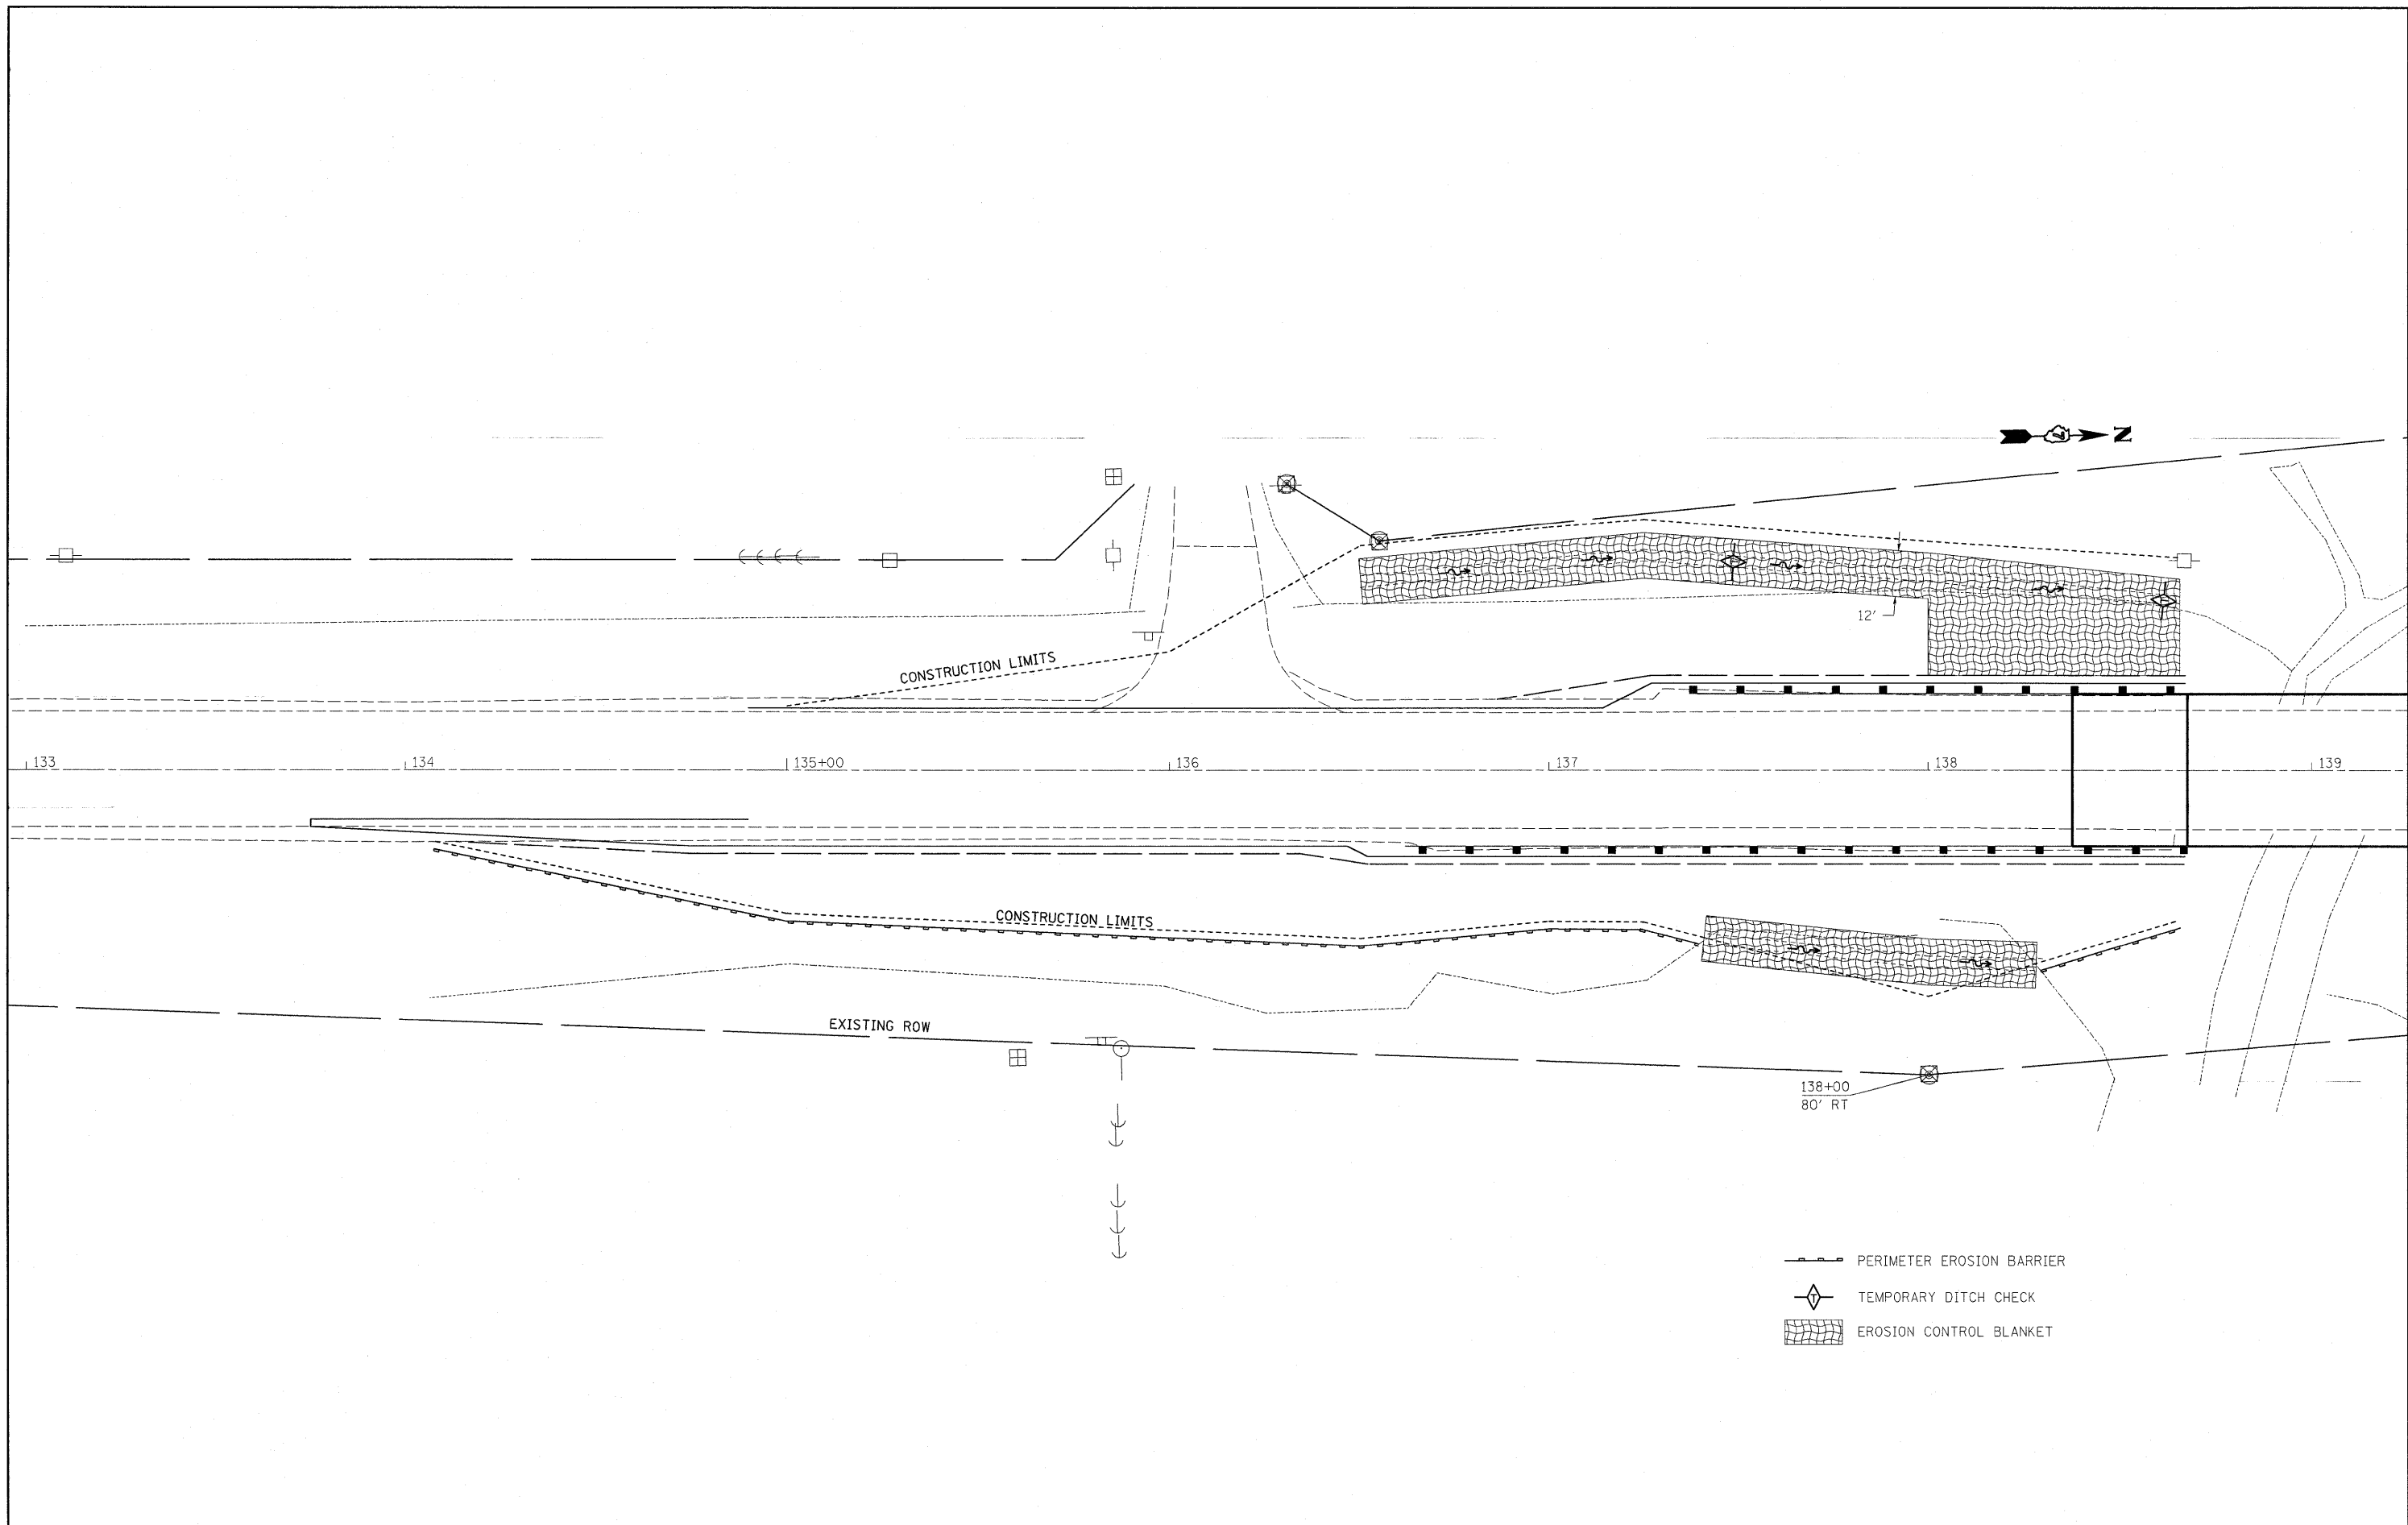 N
12'
CONSTRUCTION LIMITS
133
134
135+00
136
137
138
139
CONSTRUCTION LIMITS
EXISTING ROW
138+00
80' RT
PERIMETER EROSION BARRIER
T
TEMPORARY DITCH CHECK
EROSION CONTROL BLANKET